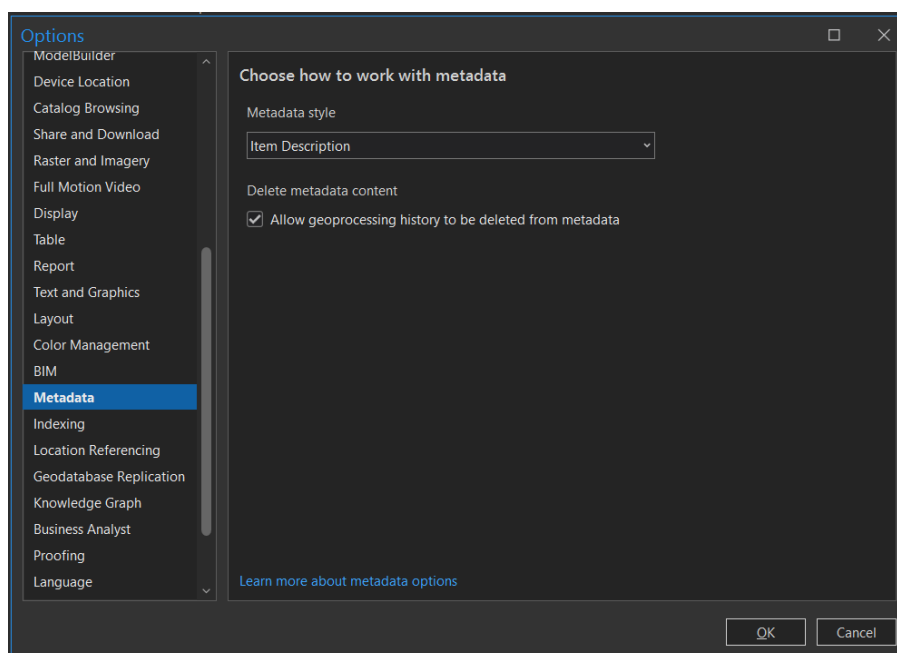 Options
ModelBuilder
Device Location
Catalog Browsing
Share and Download
Raster and Imagery
Full Motion Video
Display
Table
Report
Text and Graphics
Layout
Color Management
BIM
Metadata
Indexing
Location Referencing
Geodatabase Replication
Knowledge Graph
Business Analyst
Proofing
Language
Choose how to work with metadata
Metadata style
Item Description
Delete metadata content
Allow geoprocessing history to be deleted from metadata
Learn more about metadata options
OK
Cancel